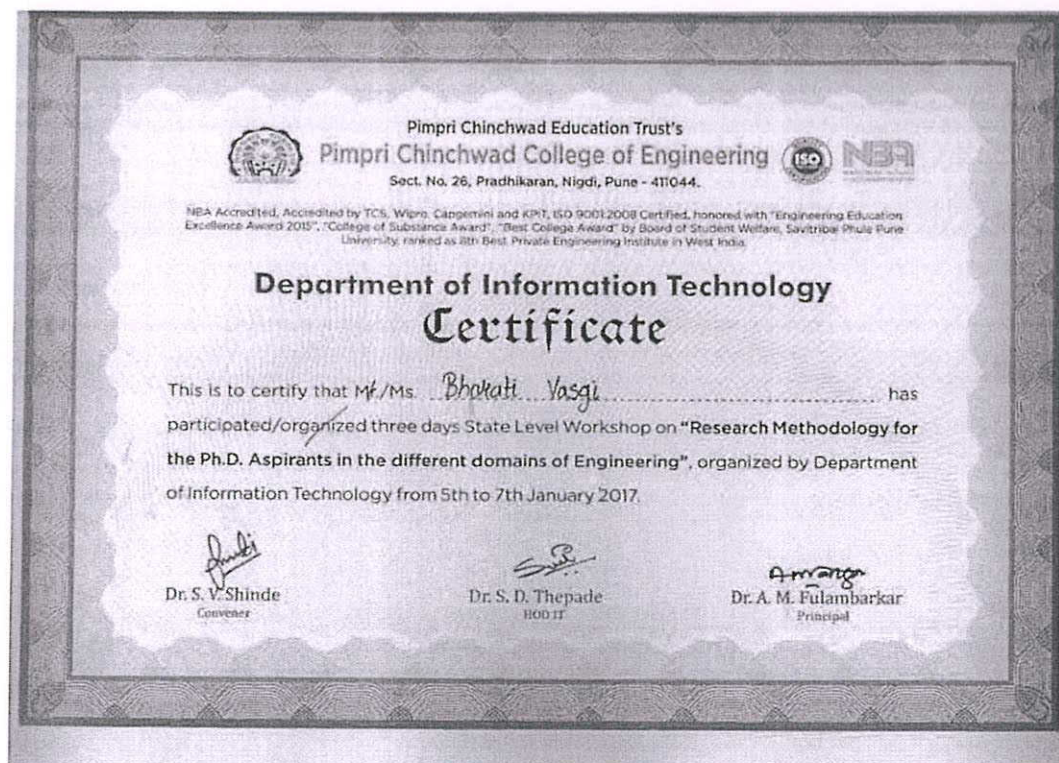 Pimpri Chinchwad Education Trust's
Pimpri Chinchwad College of Engineering
ISO
NBA
Sect. No. 26, Pradhikaran, Nigdi, Pune - 411044.
NBA Accredited, Accredited by TCS, Wipro, Capgemini and KPIT, ISO 9001:2008 Certified, honored with "Engineering Education
Excellence Award 2015", "College of Substance Award", "Best College Award" by Board of Student Welfare, Savitribai Phule Pune
University, ranked as 8th Best Private Engineering Institute in West India.
Department of Information Technology
Certificate
This is to certify that Mr./Ms. Bhakati Vasgi has
participated/organized three days State Level Workshop on "Research Methodology for
the Ph.D. Aspirants in the different domains of Engineering", organized by Department
of Information Technology from 5th to 7th January 2017.
Dr. S. V. Shinde
Convener
Dr. S. D. Thepade
HOD IT
Dr. A. M. Fulambarkar
Principal